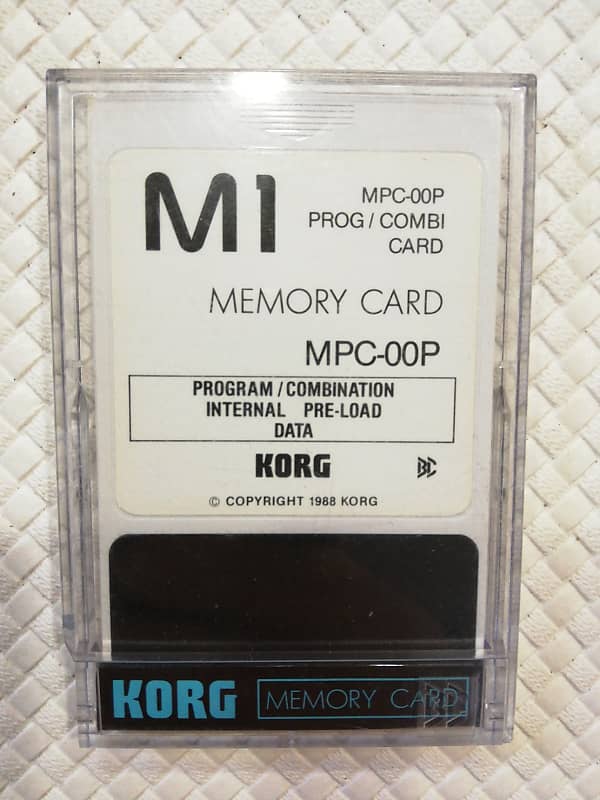 M1
MPC-00P
PROG / COMBI
CARD
MEMORY CARD
MPC-00P
PROGRAM / COMBINATION
INTERNAL PRE-LOAD
DATA
KORG
© COPYRIGHT 1988 KORG
KORG MEMORY CARD